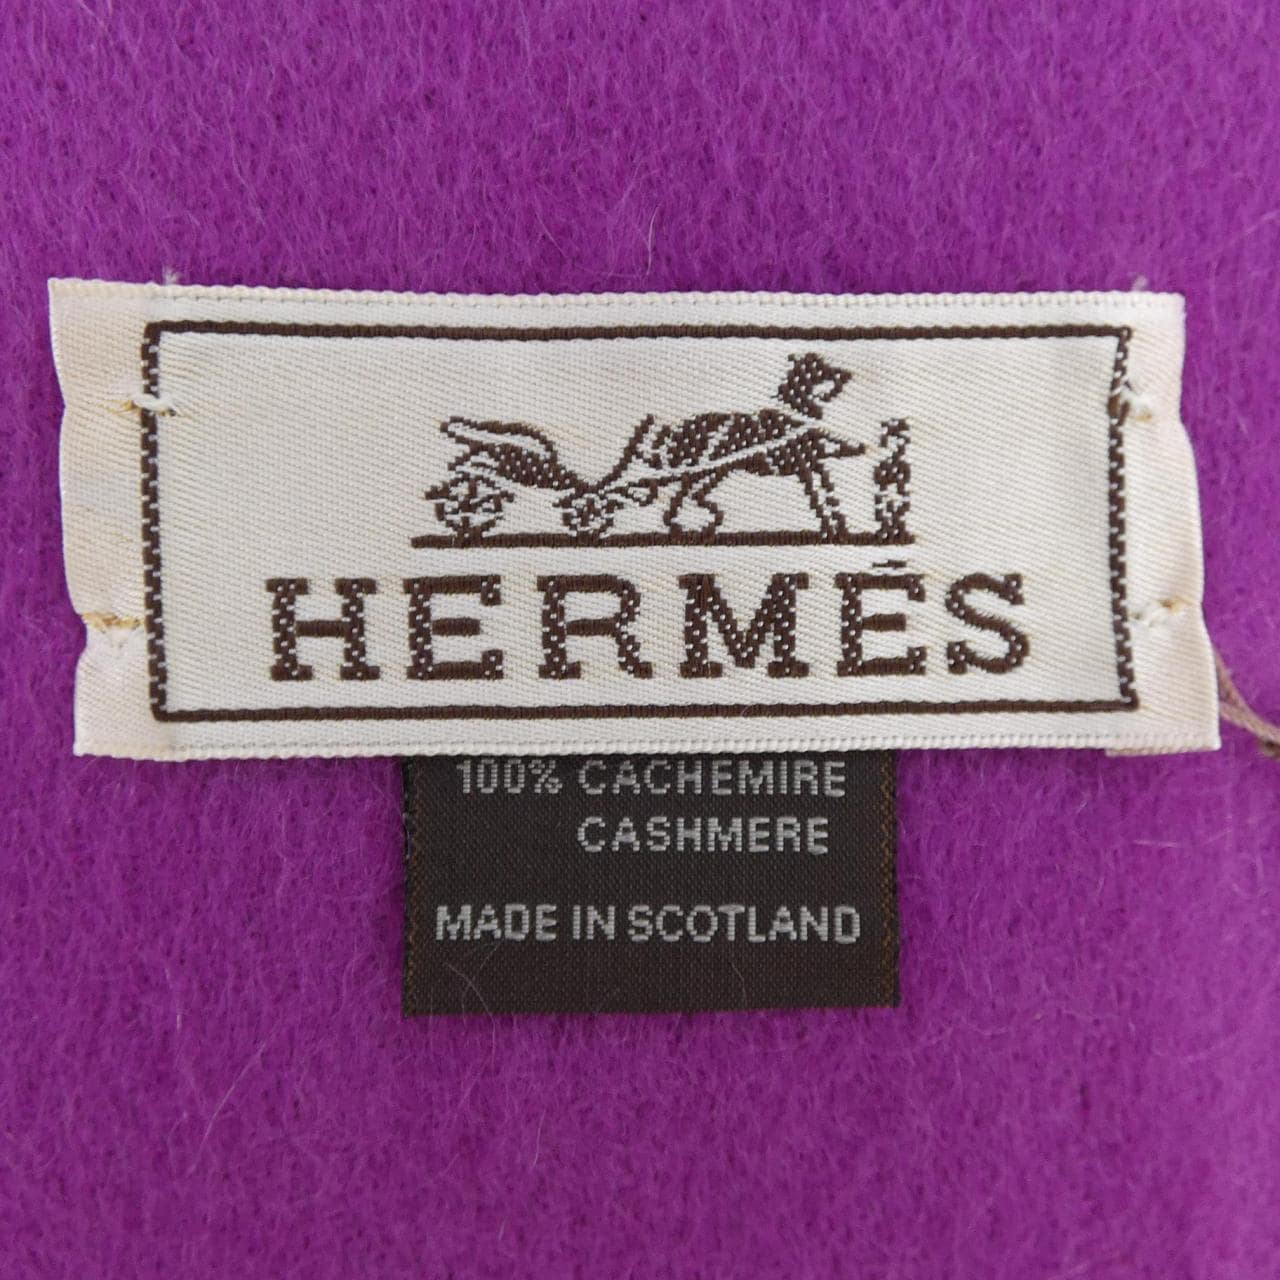 HERMÈS
100% CACHEMIRE
CASHMERE
MADE IN SCOTLAND